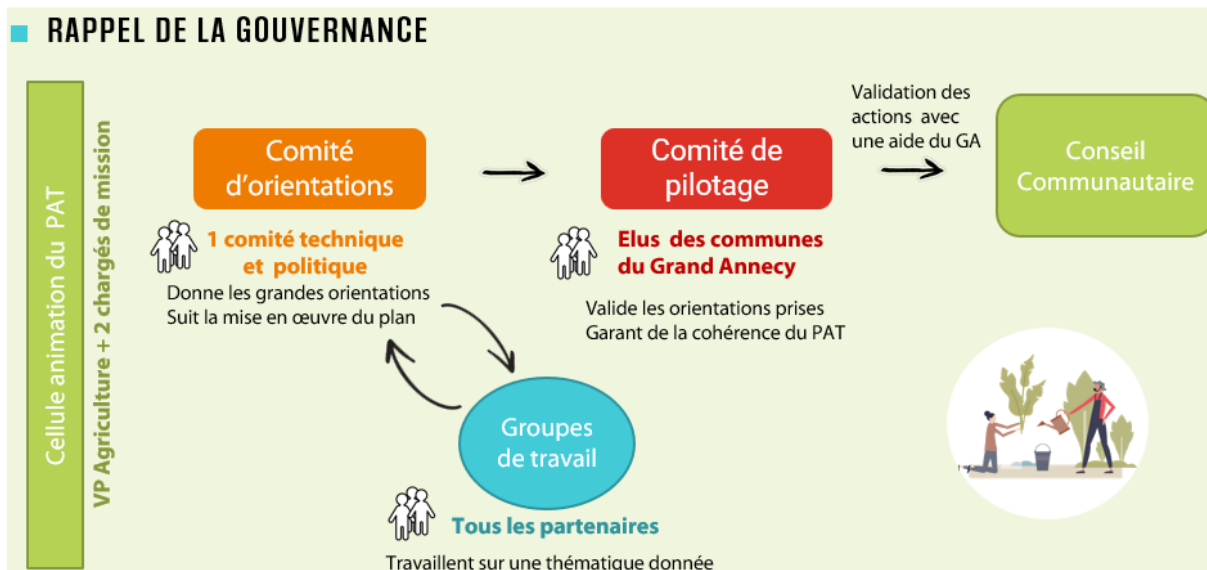 RAPPEL DE LA GOUVERNANCE
Cellule animation du PAT
VP Agriculture + 2 chargés de mission
Comité
d'orientations
1 comité technique
et politique
Donne les grandes orientations
Suit la mise en œuvre du plan
Groupes
de travail
Tous les partenaires
Travaillent sur une thématique donnée
Comité de
pilotage
Elus des communes
du Grand Annecy
Valide les orientations prises
Garant de la cohérence du PAT
Validation des
actions avec
une aide du GA
Conseil
Communautaire